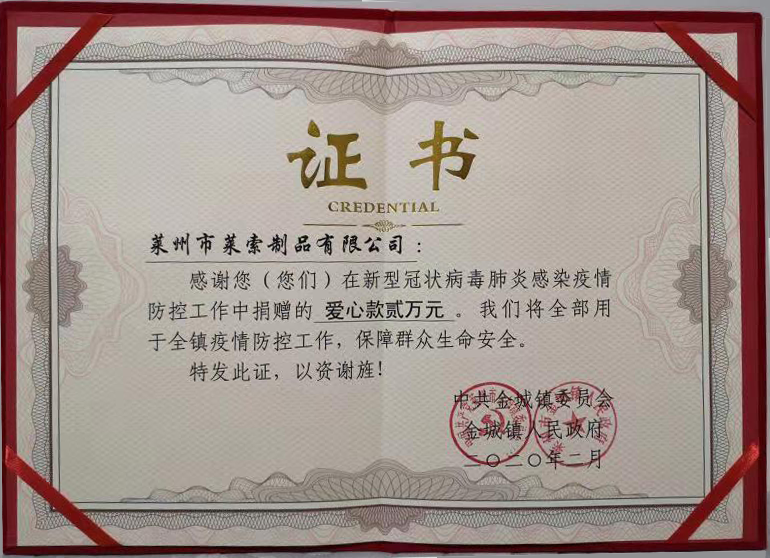 证书
CREDENTIAL
莱州市莱索制品有限公司：
感谢您（您们）在新型冠状病毒肺炎感染疫情
防控工作中捐赠的 爱心款贰万元 。我们将全部用
于全镇疫情防控工作，保障群众生命安全。
特发此证，以资谢旌！
中共金城镇委员会
金城镇人民政府
二〇二〇年二月